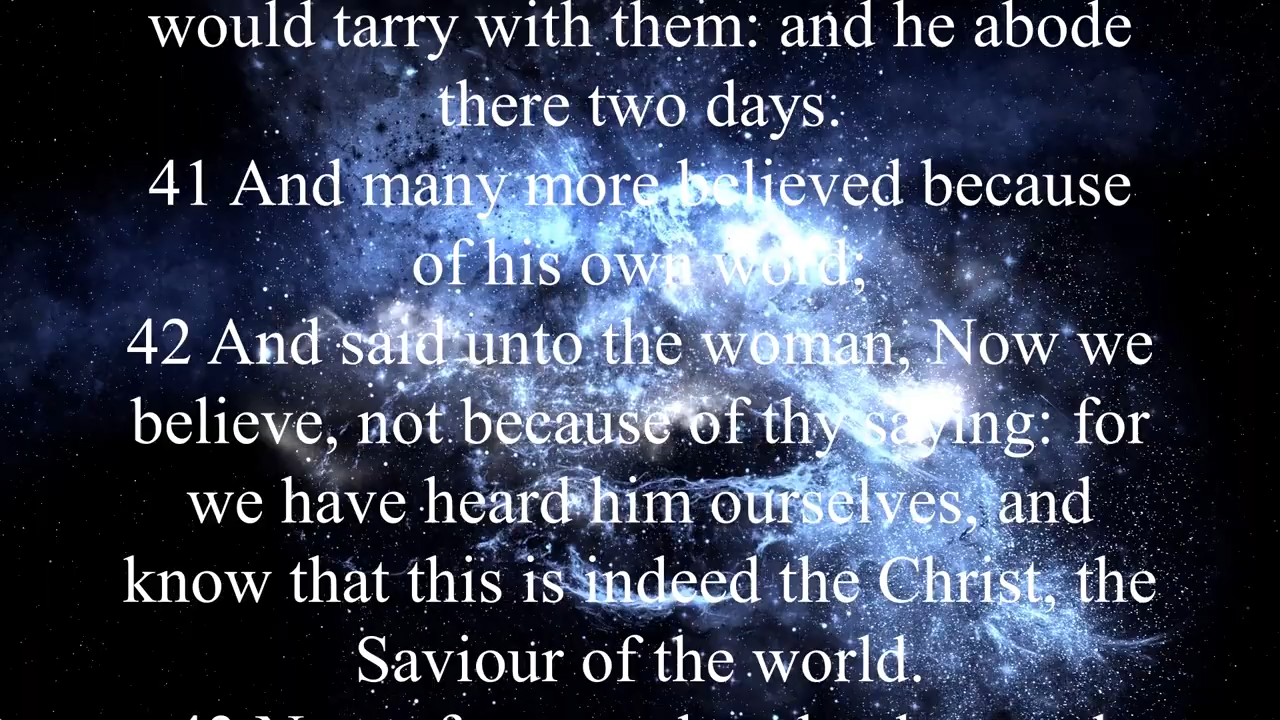 would tarry with them: and he abode
there two days.
41 And many more believed because
of his own word;
42 And said unto the woman, Now we
believe, not because of thy saying: for
we have heard him ourselves, and
know that this is indeed the Christ, the
Saviour of the world.